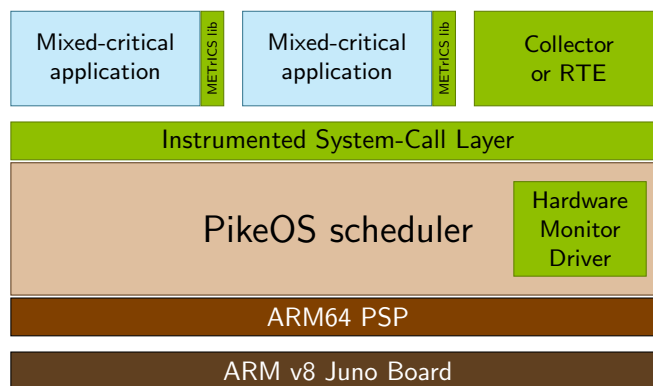 Mixed-critical
application
METrICS lib
Mixed-critical
application
METrICS lib
Collector
or RTE
Instrumented System-Call Layer
PikeOS scheduler
Hardware
Monitor
Driver
ARM64 PSP
ARM v8 Juno Board